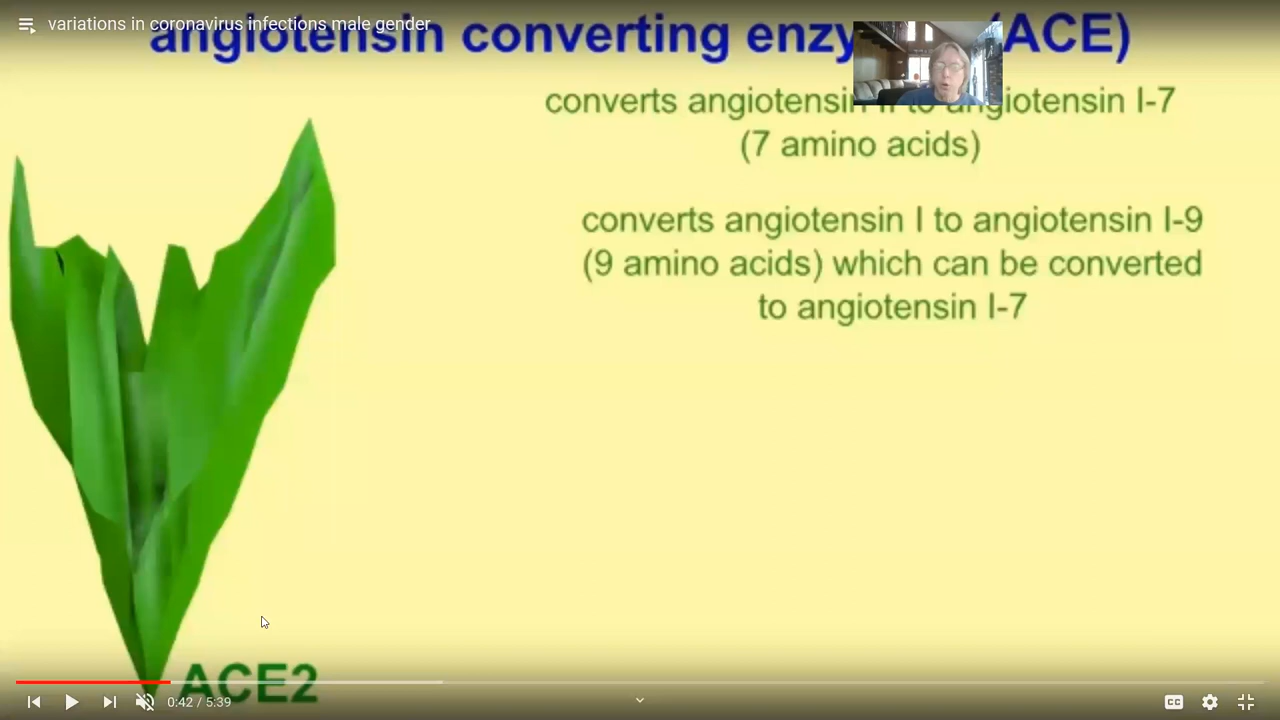 variations in coronavirus infections male gender
angiotensin converting enzy (ACE)
converts angiotensin II to angiotensin I-7
(7 amino acids)
converts angiotensin I to angiotensin I-9
(9 amino acids) which can be converted
to angiotensin I-7
ACE2
0:42 / 5:39
CC